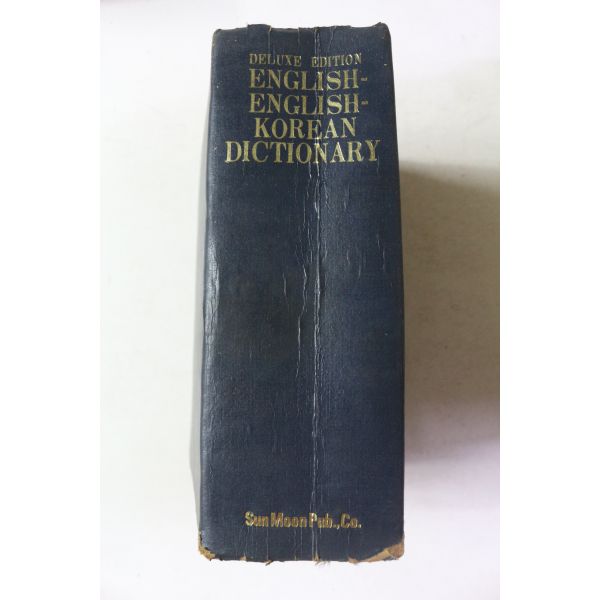 DELUXE EDITION
ENGLISH-
ENGLISH-
KOREAN
DICTIONARY
Sun Moon Pub., Co.